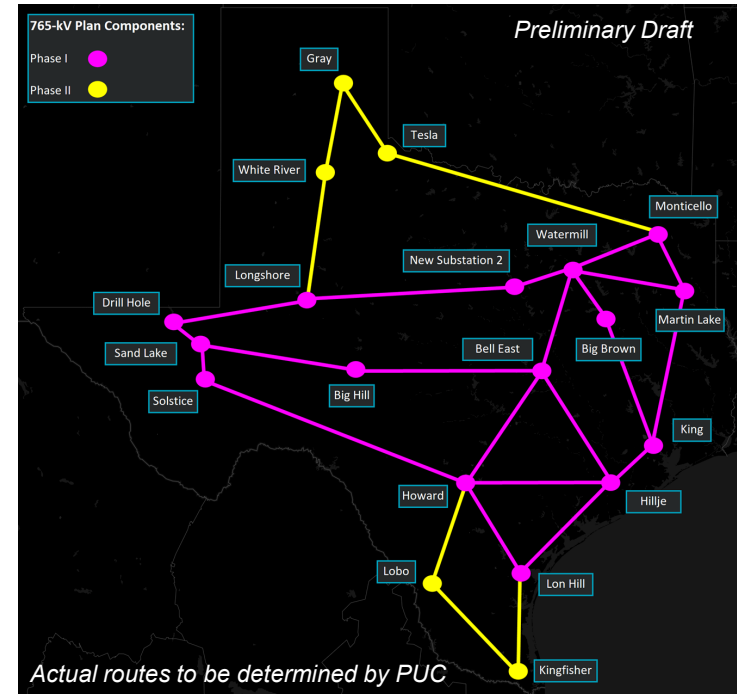 765-kV Plan Components:
Phase I
Phase II
Preliminary Draft
Gray
Tesla
White River
Monticello
Watermill
New Substation 2
Longshore
Drill Hole
Martin Lake
Sand Lake
Bell East
Big Brown
Solstice
Big Hill
King
Howard
Hillje
Lobo
Lon Hill
Kingfisher
Actual routes to be determined by PUC